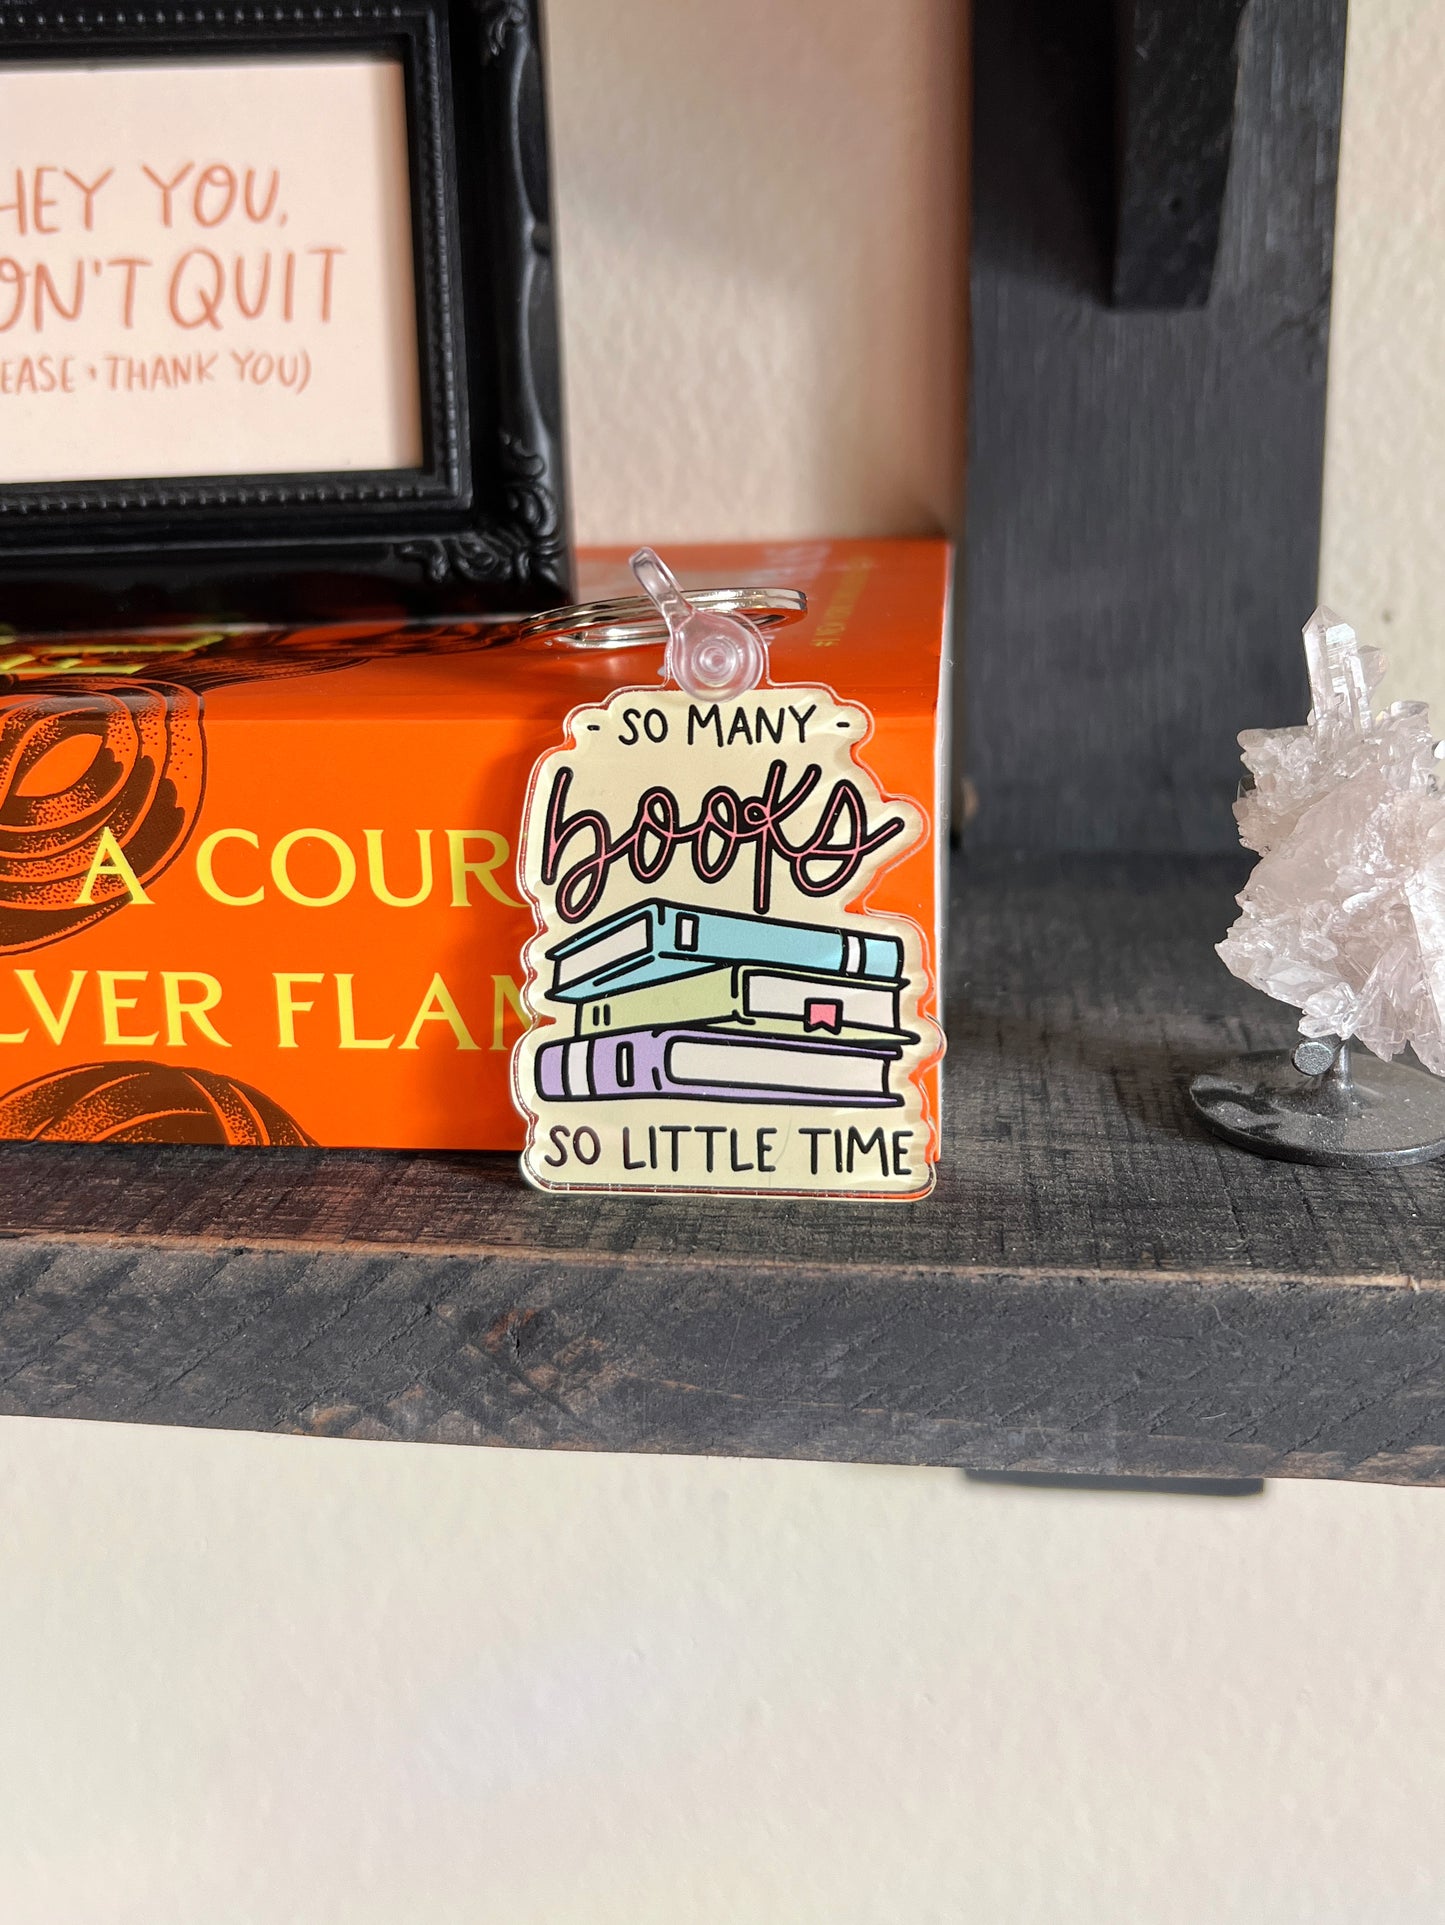 HEY YOU,
ON'T QUIT
EASE + THANK YOU)
A COUR
LVER FLAM
- SO MANY -
books
SO LITTLE TIME